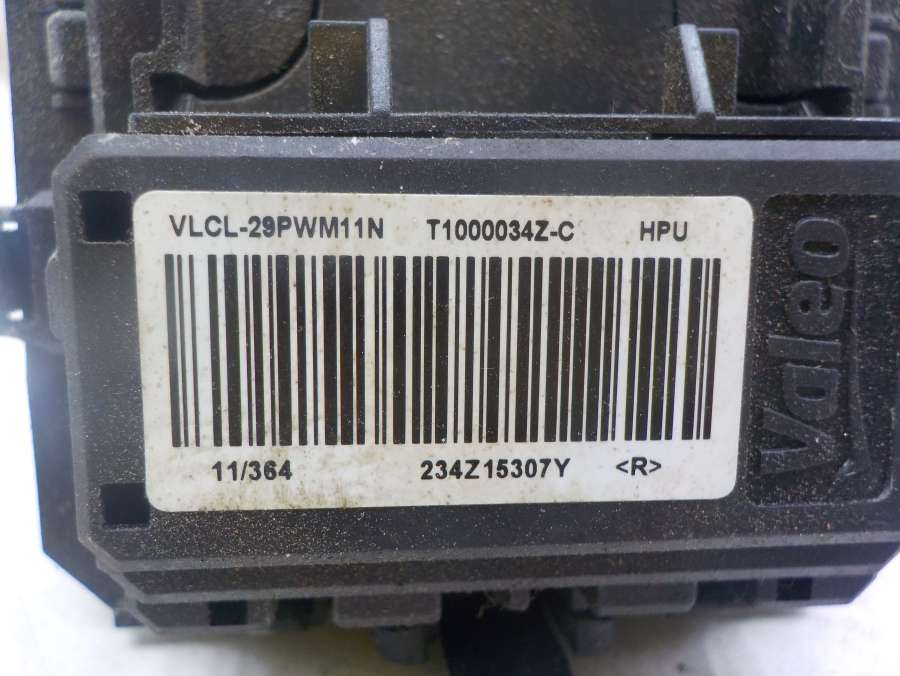 VLCL-29PWM11N T1000034Z-C HPU
11/364 234Z15307Y <R>
Valeo